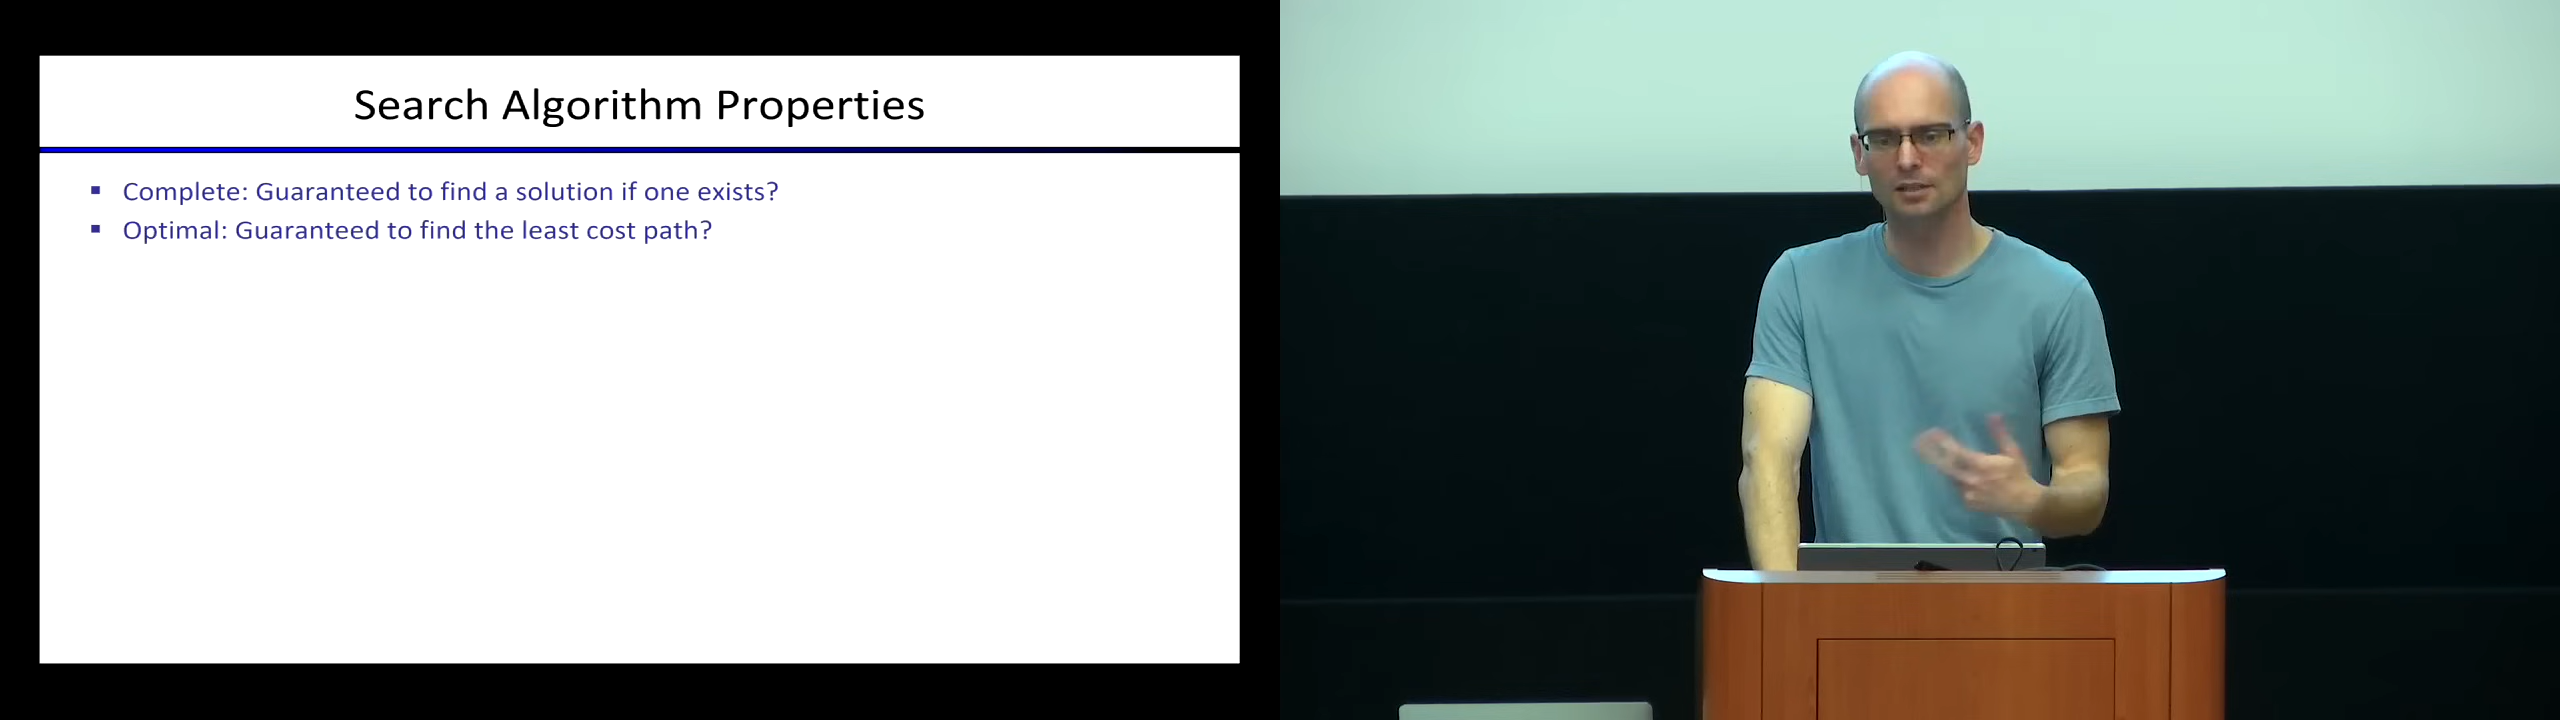 Search Algorithm Properties
Complete: Guaranteed to find a solution if one exists?
Optimal: Guaranteed to find the least cost path?